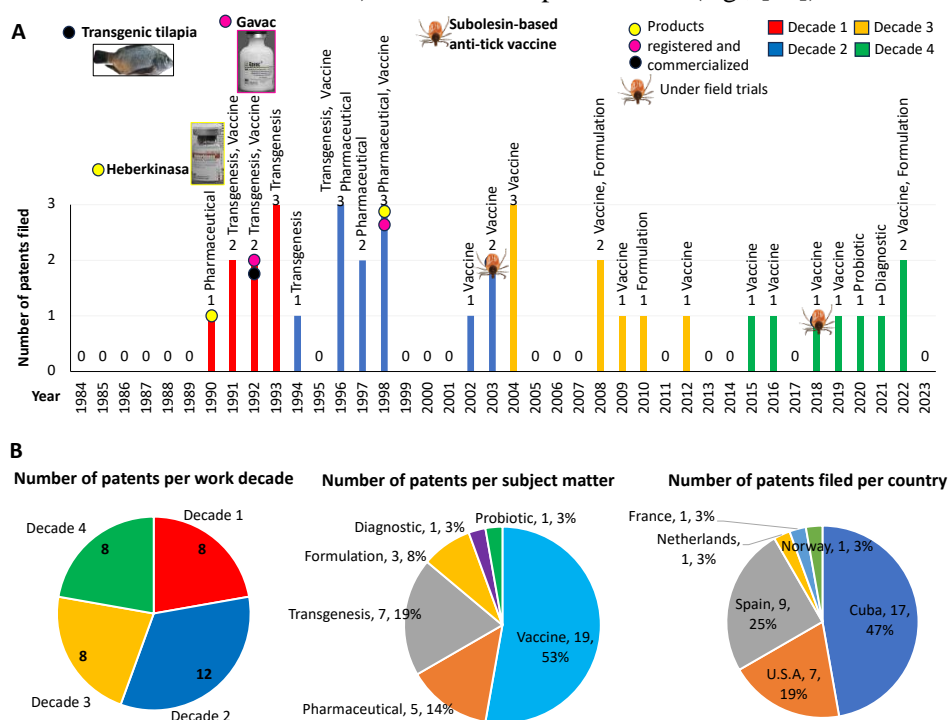 A
Transgenic tilapia
Gavac
Subolesin-based
anti-tick vaccine
Products
registered and
commercialized
Under field trials
Decade 1
Decade 3
Decade 2
Decade 4
Heberkinasa
Number of patents filed
3
2
1
0
0 0 0 0 0 0
1 Pharmaceutical
2 Transgenesis, Vaccine
2 Transgenesis, Vaccine
3 Transgenesis
1 Transgenesis
0 Transgenesis, Vaccine
3 Pharmaceutical
2 Pharmaceutical
3 Pharmaceutical, Vaccine
0 0 0
1 Vaccine
2 Vaccine
3 Vaccine
0 0 0
2 Vaccine, Formulation
1 Vaccine
1 Formulation
0
1 Vaccine
0 0
1 Vaccine
1 Vaccine
0
1 Vaccine
1 Vaccine
1 Probiotic
1 Diagnostic
2 Vaccine, Formulation
0
Year
1984 1985 1986 1987 1988 1989 1990 1991 1992 1993 1994 1995 1996 1997 1998 1999 2000 2001 2002 2003 2004 2005 2006 2007 2008 2009 2010 2011 2012 2013 2014 2015 2016 2017 2018 2019 2020 2021 2022 2023
B
Number of patents per work decade
Decade 4
8
Decade 1
8
8
Decade 3
12
Decade 2
Number of patents per subject matter
Diagnostic, 1, 3%
Probiotic, 1, 3%
Formulation, 3, 8%
Transgenesis, 7, 19%
Vaccine, 19,
53%
Pharmaceutical, 5, 14%
Number of patents filed per country
France, 1, 3%
Netherlands,
1, 3%
Norway, 1, 3%
Spain, 9,
25%
Cuba, 17,
47%
U.S.A, 7,
19%